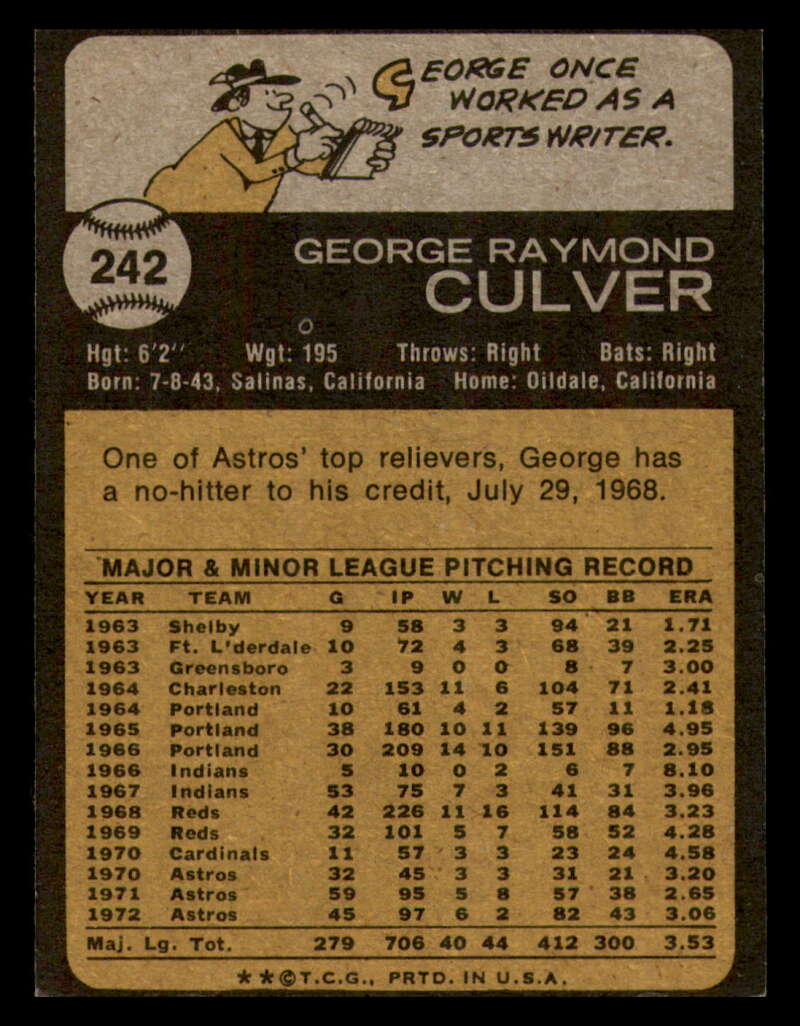 GEORGE ONCE
WORKED AS A
SPORTS WRITER.
242
GEORGE RAYMOND
CULVER
Hgt: 6'2" Wgt: 195 Throws: Right Bats: Right
Born: 7-8-43, Salinas, California Home: Oildale, California
One of Astros' top relievers, George has
a no-hitter to his credit, July 29, 1968.
MAJOR & MINOR LEAGUE PITCHING RECORD
YEAR TEAM G IP W L SO BB ERA
1963 Shelby 9 58 3 3 94 21 1.71
1963 Ft. L'derdale 10 72 4 3 68 39 2.25
1963 Greensboro 3 9 0 0 8 7 3.00
1964 Charleston 22 153 11 6 104 71 2.41
1964 Portland 10 61 4 2 57 11 1.18
1965 Portland 38 180 10 11 139 96 4.95
1966 Portland 30 209 14 10 151 88 2.95
1966 Indians 5 10 0 2 6 7 8.10
1967 Indians 53 75 7 3 41 31 3.96
1968 Reds 42 226 11 16 114 84 3.23
1969 Reds 32 101 5 7 58 52 4.28
1970 Cardinals 11 57 3 3 23 24 4.58
1970 Astros 32 45 3 3 31 21 3.20
1971 Astros 59 95 5 8 57 38 2.65
1972 Astros 45 97 6 2 82 43 3.06
Maj. Lg. Tot. 279 706 40 44 412 300 3.53
★★©T.C.G., PRTD. IN U.S.A.